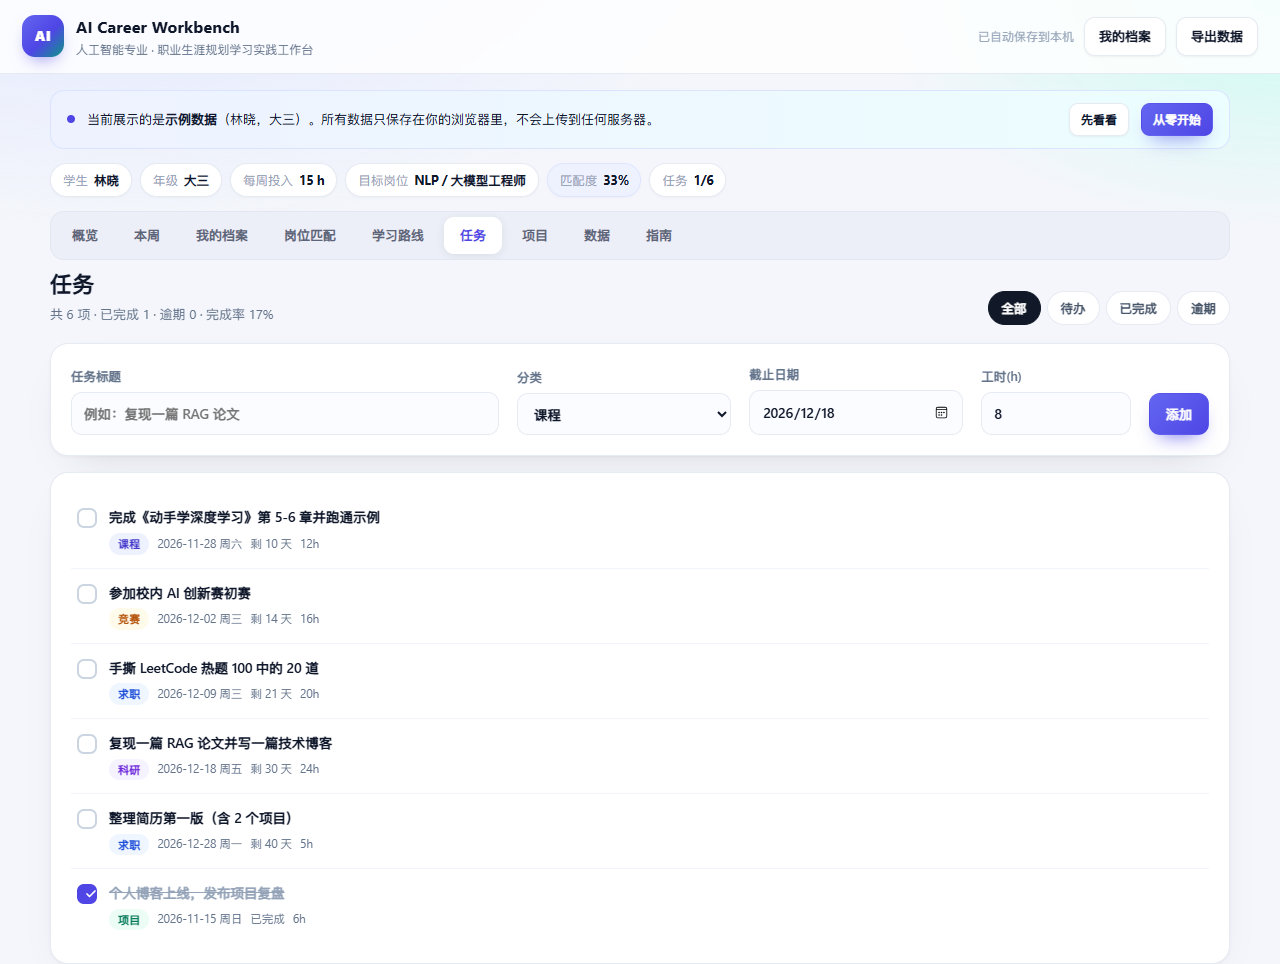 AI
AI Career Workbench
人工智能专业 · 职业生涯规划学习实践工作台
已自动保存到本机
我的档案
导出数据
当前展示的是示例数据（林晓，大三）。所有数据只保存在你的浏览器里，不会上传到任何服务器。
先看看
从零开始
学生 林晓
年级 大三
每周投入 15 h
目标岗位 NLP / 大模型工程师
匹配度 33%
任务 1/6
概览
本周
我的档案
岗位匹配
学习路线
任务
项目
数据
指南
任务
共 6 项 · 已完成 1 · 逾期 0 · 完成率 17%
全部
待办
已完成
逾期
任务标题
分类
截止日期
工时(h)
例如：复现一篇 RAG 论文
课程
2026/12/18
8
添加
完成《动手学深度学习》第 5-6 章并跑通示例
课程 2026-11-28 周六 剩 10 天 12h
参加校内 AI 创新赛初赛
竞赛 2026-12-02 周三 剩 14 天 16h
手撕 LeetCode 热题 100 中的 20 道
求职 2026-12-09 周三 剩 21 天 20h
复现一篇 RAG 论文并写一篇技术博客
科研 2026-12-18 周五 剩 30 天 24h
整理简历第一版（含 2 个项目）
求职 2026-12-28 周一 剩 40 天 5h
个人博客上线，发布项目复盘
项目 2026-11-15 周日 已完成 6h